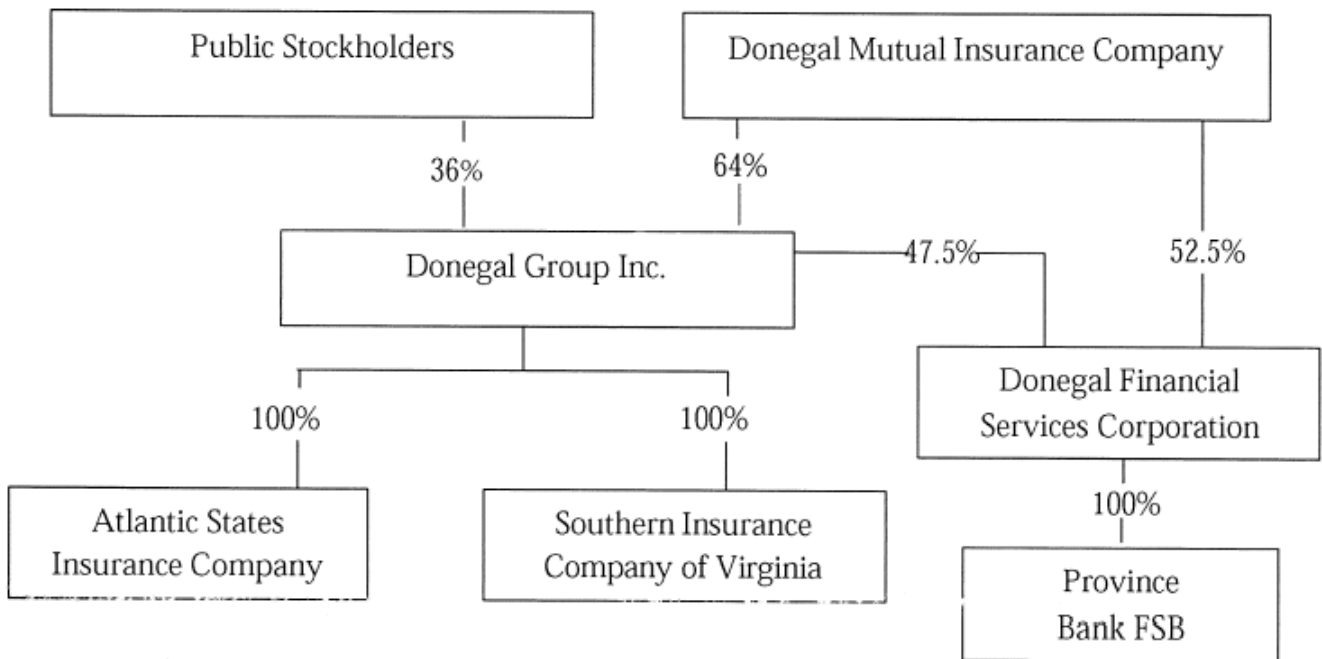 Public Stockholders
Donegal Mutual Insurance Company
36%
64%
Donegal Group Inc.
47.5%
52.5%
Donegal Financial
Services Corporation
100%
100%
100%
Atlantic States
Insurance Company
Southern Insurance
Company of Virginia
Province
Bank FSB